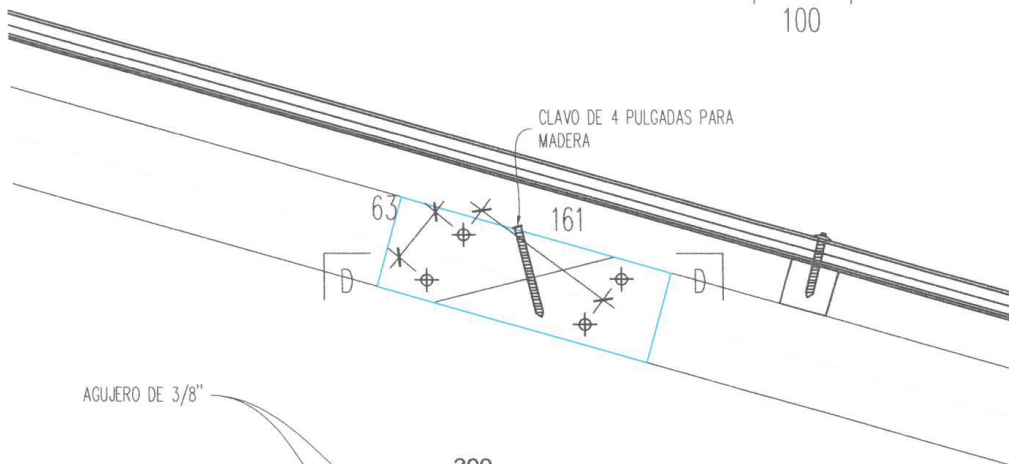 100
CLAVO DE 4 PULGADAS PARA
MADERA
63
161
D
D
AGUJERO DE 3/8"